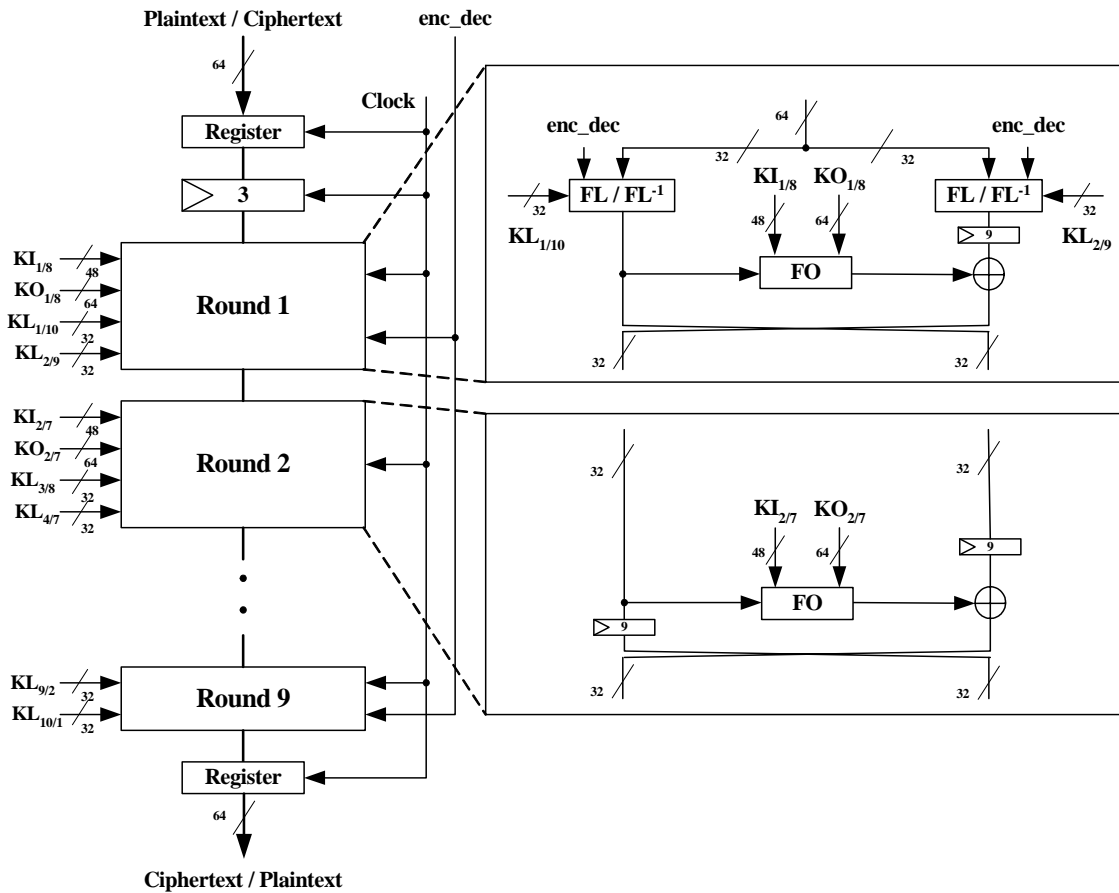 Plaintext / Ciphertext
enc_dec
64
Clock
Register
3
KI1/8
48
KO1/8
64
KL1/10
32
KL2/9
32
Round 1
KI2/7
48
KO2/7
64
KL3/8
32
KL4/7
32
Round 2
KL9/2
32
KL10/1
32
Round 9
Register
64
Ciphertext / Plaintext
64
enc_dec
enc_dec
32
32
KI1/8
KO1/8
FL / FL-1
FL / FL-1
32
KL1/10
48
64
32
KL2/9
9
FO
32
32
32
32
KI2/7
KO2/7
48
64
9
FO
9
32
32